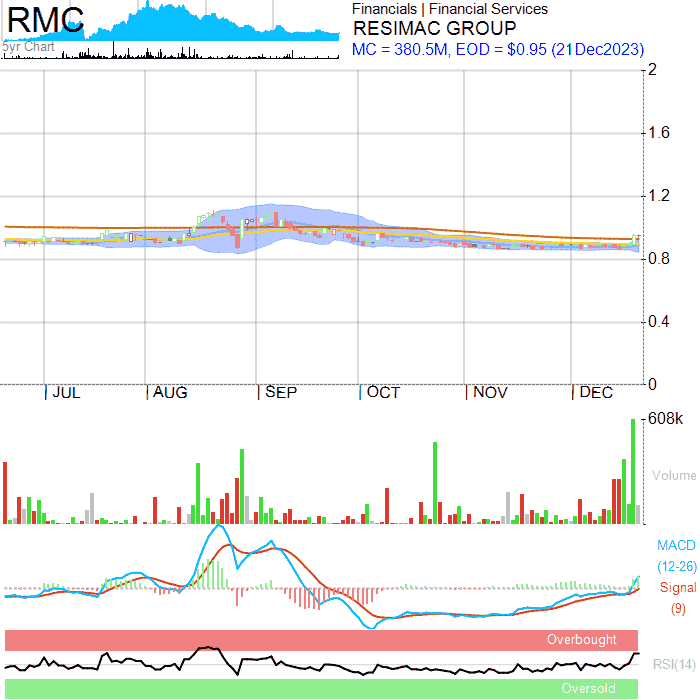 RMC
5yr Chart
Financials | Financial Services
RESIMAC GROUP
MC = 380.5M, EOD = $0.95 (21Dec2023)
2
1.6
1.2
0.8
0.4
0
JUL
AUG
SEP
OCT
NOV
DEC
608k
Volume
MACD
(12-26)
Signal
(9)
Overbought
RSI(14)
Oversold